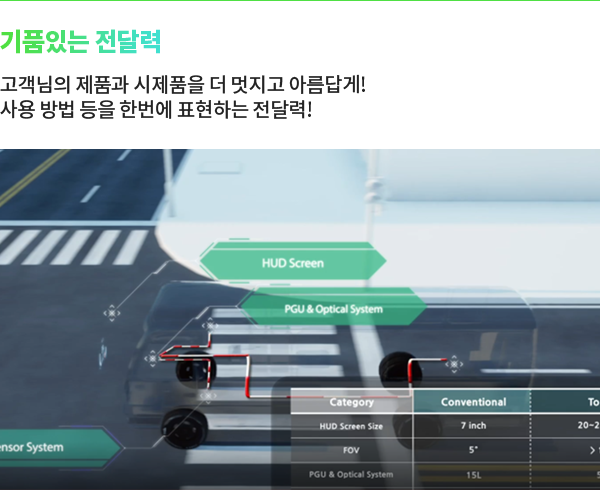 기품있는 전달력
고객님의 제품과 시제품을 더 멋지고 아름답게!
사용 방법 등을 한번에 표현하는 전달력!
HUD Screen
PGU & Optical System
Category Conventional To
HUD Screen Size 7 inch 20~2
FOV 5° >
PGU & Optical System 15L
ensor System